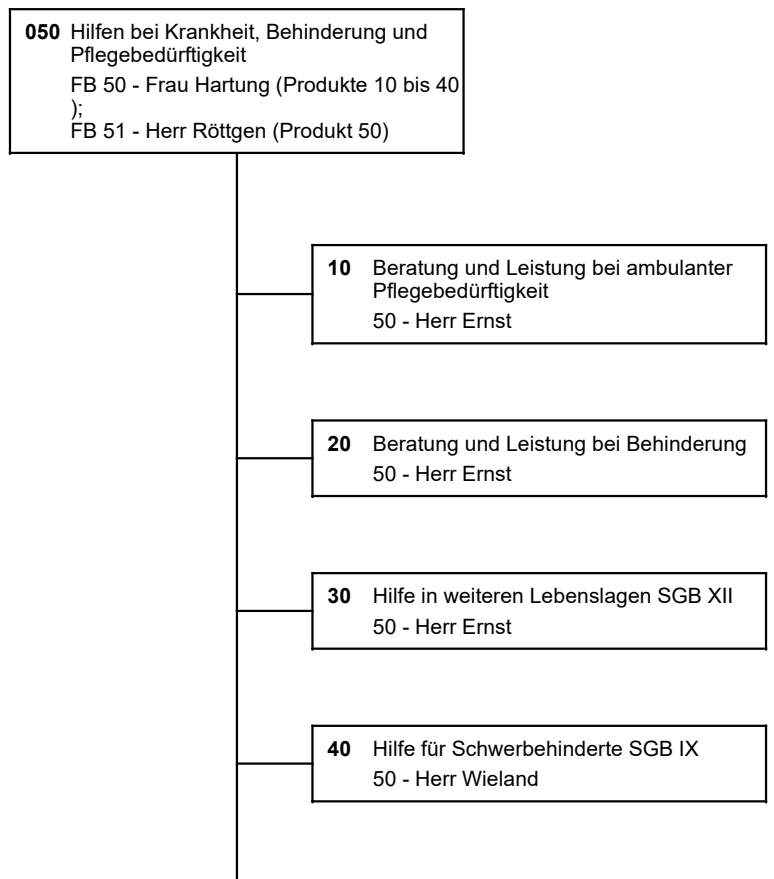 050 Hilfen bei Krankheit, Behinderung und
Pflegebedürftigkeit
FB 50 - Frau Hartung (Produkte 10 bis 40
);
FB 51 - Herr Röttgen (Produkt 50)
10 Beratung und Leistung bei ambulanter
Pflegebedürftigkeit
50 - Herr Ernst
20 Beratung und Leistung bei Behinderung
50 - Herr Ernst
30 Hilfe in weiteren Lebenslagen SGB XII
50 - Herr Ernst
40 Hilfe für Schwerbehinderte SGB IX
50 - Herr Wieland